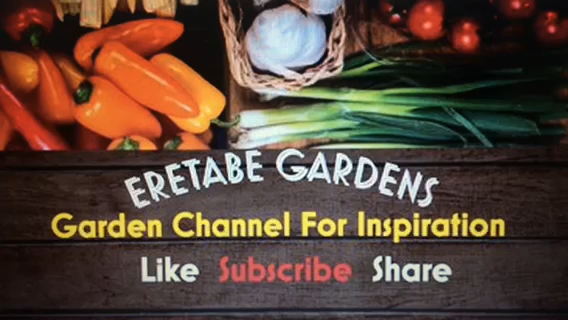 ERETABE GARDENS
Garden Channel For Inspiration
Like Subscribe Share